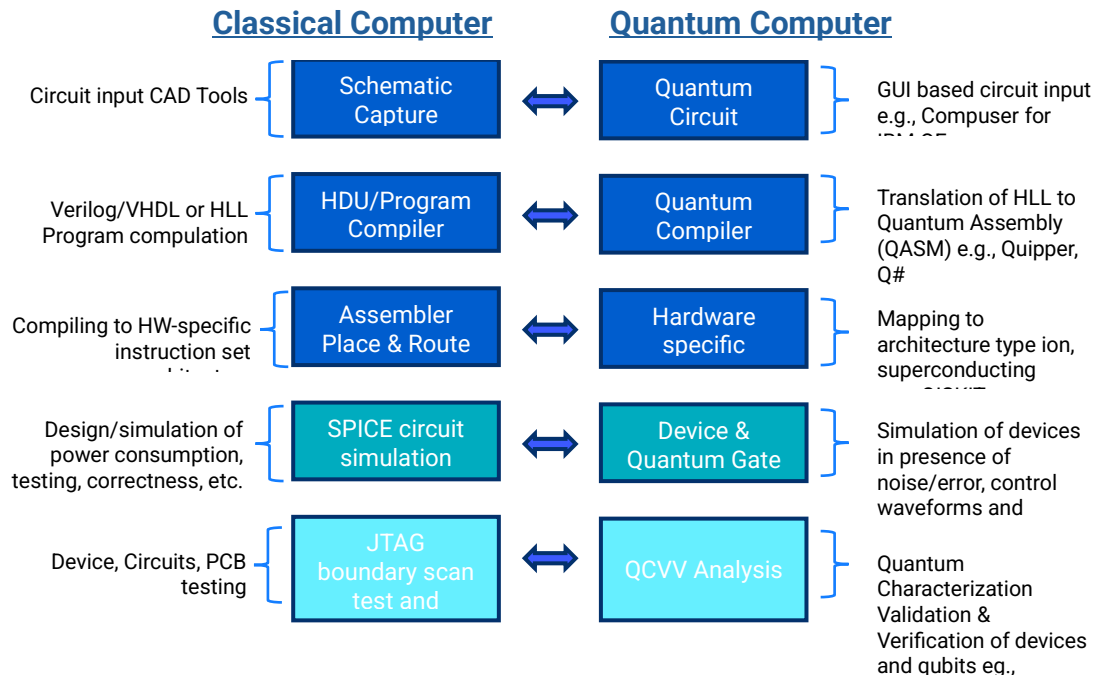 Classical Computer
Quantum Computer
Circuit input CAD Tools
Schematic
Capture
Quantum
Circuit
GUI based circuit input
e.g., Compuser for
Verilog/VHDL or HLL
Program compulation
HDU/Program
Compiler
Quantum
Compiler
Translation of HLL to
Quantum Assembly
(QASM) e.g., Quipper,
Q#
Compiling to HW-specific
instruction set
Assembler
Place & Route
Hardware
specific
Mapping to
architecture type ion,
superconducting
Design/simulation of
power consumption,
testing, correctness, etc.
SPICE circuit
simulation
Device &
Quantum Gate
Simulation of devices
in presence of
noise/error, control
waveforms and
Device, Circuits, PCB
testing
JTAG
boundary scan
test and
QCVV Analysis
Quantum
Characterization
Validation &
Verification of devices
and qubits eg.,